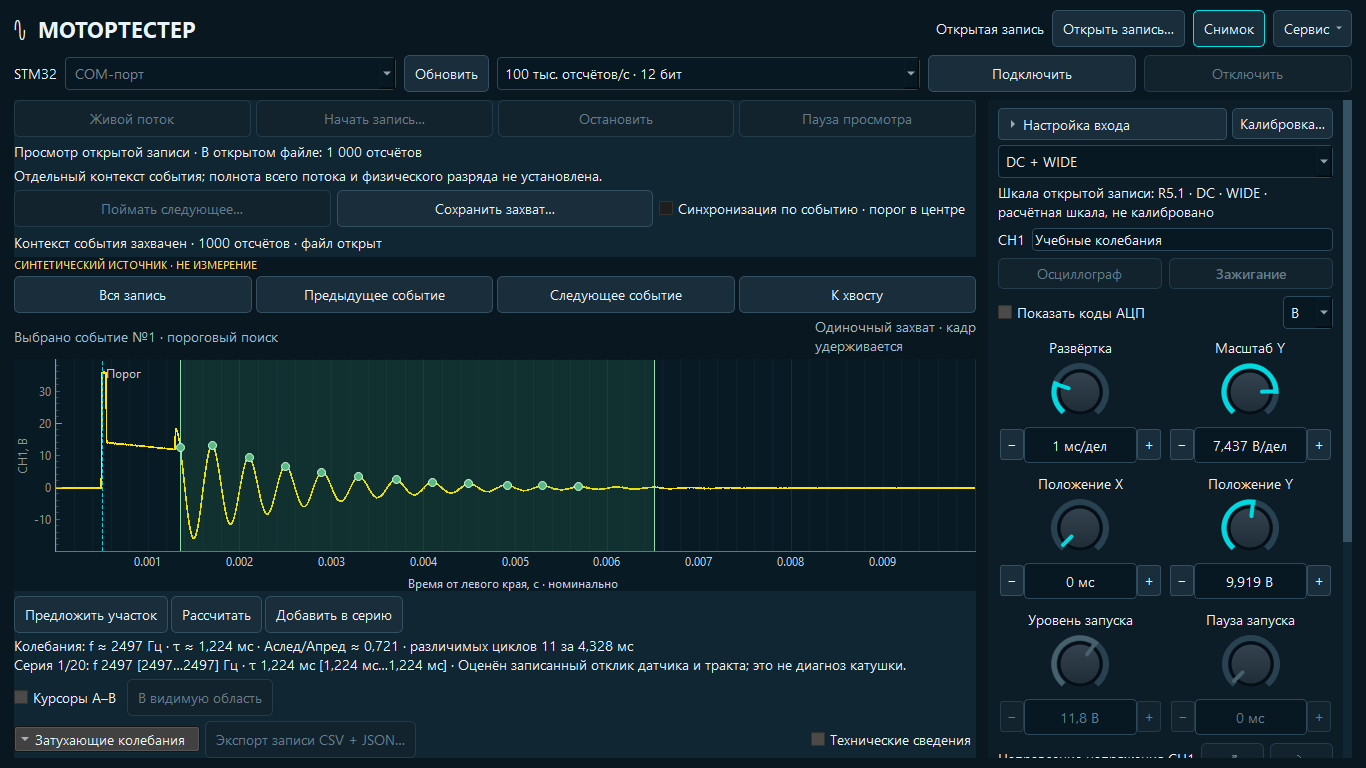 МОТОРТЕСТЕР
Открытая запись
Открыть запись...
Снимок
Сервис
STM32
COM-порт
Обновить
100 тыс. отсчётов/с · 12 бит
Подключить
Отключить
Живой поток
Начать запись...
Остановить
Пауза просмотра
Просмотр открытой записи · В открытом файле: 1 000 отсчётов
Отдельный контекст события; полнота всего потока и физического разряда не установлена.
Поймать следующее...
Сохранить захват...
Синхронизация по событию · порог в центре
Контекст события захвачен · 1000 отсчётов · файл открыт
СИНТЕТИЧЕСКИЙ ИСТОЧНИК · НЕ ИЗМЕРЕНИЕ
Вся запись
Предыдущее событие
Следующее событие
К хвосту
Выбрано событие №1 · пороговый поиск
Одиночный захват · кадр
удерживается
Порог
CH1, В
30
20
10
0
-10
0.001
0.002
0.003
0.004
0.005
0.006
0.007
0.008
0.009
Время от левого края, с · номинально
Предложить участок
Рассчитать
Добавить в серию
Колебания: f ≈ 2497 Гц · τ ≈ 1,224 мс · Aслед/Aпред ≈ 0,721 · различимых циклов 11 за 4,328 мс
Серия 1/20: f 2497 [2497...2497] Гц · τ 1,224 мс [1,224 мс...1,224 мс] · Оценён записанный отклик датчика и тракта; это не диагноз катушки.
Курсоры A–B
В видимую область
Затухающие колебания
Экспорт записи CSV + JSON...
Технические сведения
Настройка входа
Калибровка...
DC + WIDE
Шкала открытой записи: R5.1 · DC · WIDE ·
расчётная шкала, не калибровано
CH1
Учебные колебания
Осциллограф
Зажигание
Показать коды АЦП
В
Развёртка
Масштаб Y
−
1 мс/дел
+
−
7,437 В/дел
+
Положение X
Положение Y
−
0 мс
+
−
9,919 В
+
Уровень запуска
Пауза запуска
−
11,8 В
+
−
0 мс
+